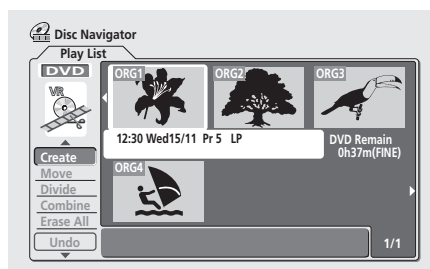 Disc Navigator
Play List
DVD
VR
ORG1
ORG2
ORG3
12:30 Wed15/11 Pr 5 LP
DVD Remain
0h37m(FINE)
ORG4
Create
Move
Divide
Combine
Erase All
Undo
1/1